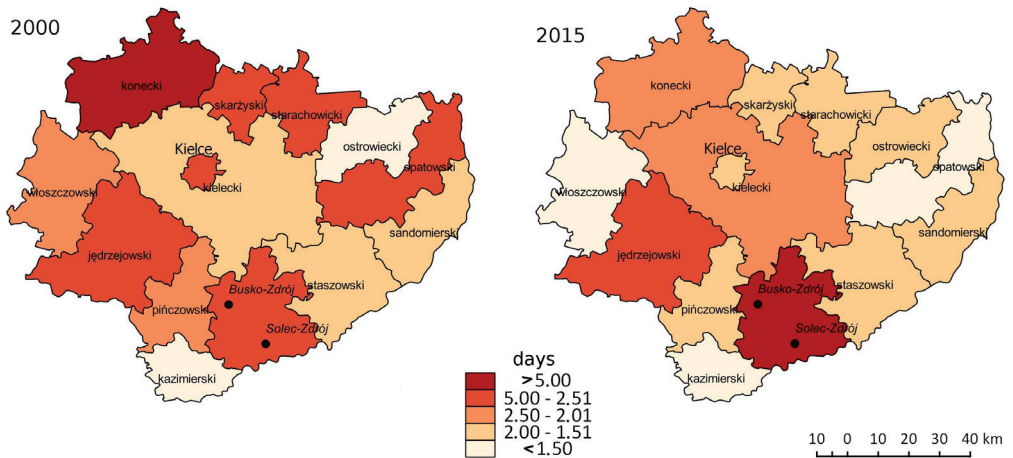 2000
konecki
skarżyski
starachowicki
ostrowiecki
opatowski
Kielce
kielecki
włoszczowski
jędrzejowski
sandomierski
staszowski
Busko-Zdrój
pińczowski
Solec-Zdrój
kazimierski
2015
konecki
skarżyski
starachowicki
ostrowiecki
opatowski
Kielce
kielecki
włoszczowski
jędrzejowski
sandomierski
staszowski
Busko-Zdrój
pińczowski
Solec-Zdrój
kazimierski
days
>5.00
5.00 - 2.51
2.50 - 2.01
2.00 - 1.51
<1.50
10 0 10 20 30 40 km